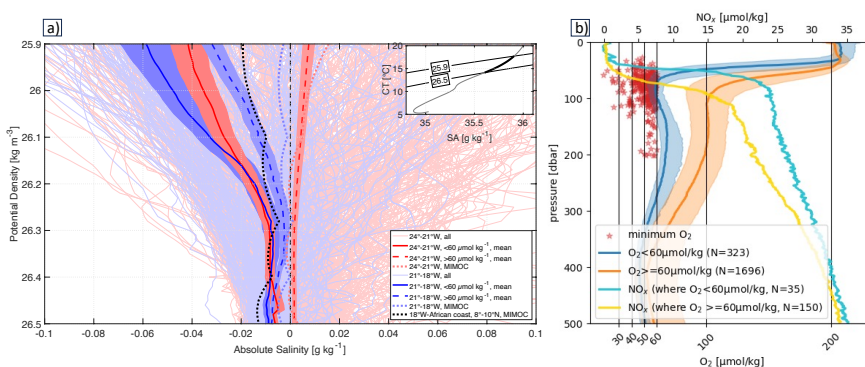 a)
25.9
26
26.1
26.2
26.3
26.4
26.5
Potential Density [kg m-3]
-0.1 -0.08 -0.06 -0.04 -0.02 0 0.02 0.04 0.06 0.08 0.1
Absolute Salinity [g kg-1]
20
15
10
5
CT [ºC]
25.9
26.5
35 35.5 36
SA [g kg-1]
24°-21°W, all
24°-21°W, <60 μmol kg-1, mean
24°-21°W, >60 μmol kg-1, mean
24°-21°W, MIMOC
21°-18°W, all
21°-18°W, <60 μmol kg-1, mean
21°-18°W, >60 μmol kg-1, mean
21°-18°W, MIMOC
18°W-African coast, 8°-10°N, MIMOC
b)
NOx [μmol/kg]
0 5 10 15 20 25 30 35
0
100
200
300
400
500
pressure [dbar]
minimum O2
O2<60μmol/kg (N=323)
O2>=60μmol/kg (N=1696)
NOx (where O2<60μmol/kg, N=35)
NOx (where O2 >=60μmol/kg, N=150)
30 40 50 60 100 200
O2 [μmol/kg]